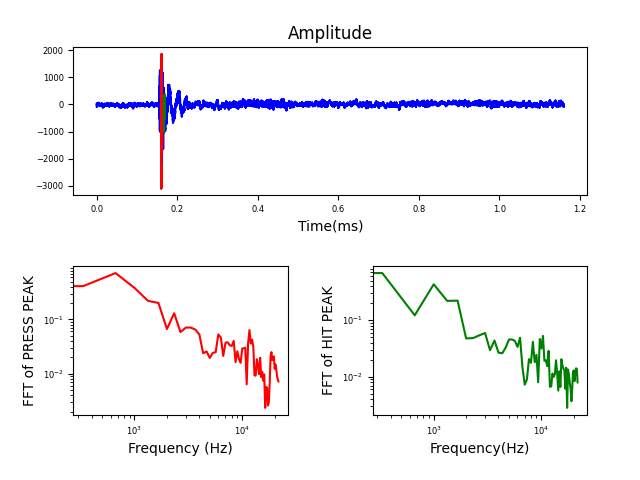 Amplitude
2000
1000
0
−1000
−2000
−3000
0.0 0.2 0.4 0.6 0.8 1.0 1.2
Time(ms)
FFT of PRESS PEAK
10⁻¹
10⁻²
10³ 10⁴
Frequency (Hz)
FFT of HIT PEAK
10⁻¹
10⁻²
10³ 10⁴
Frequency(Hz)